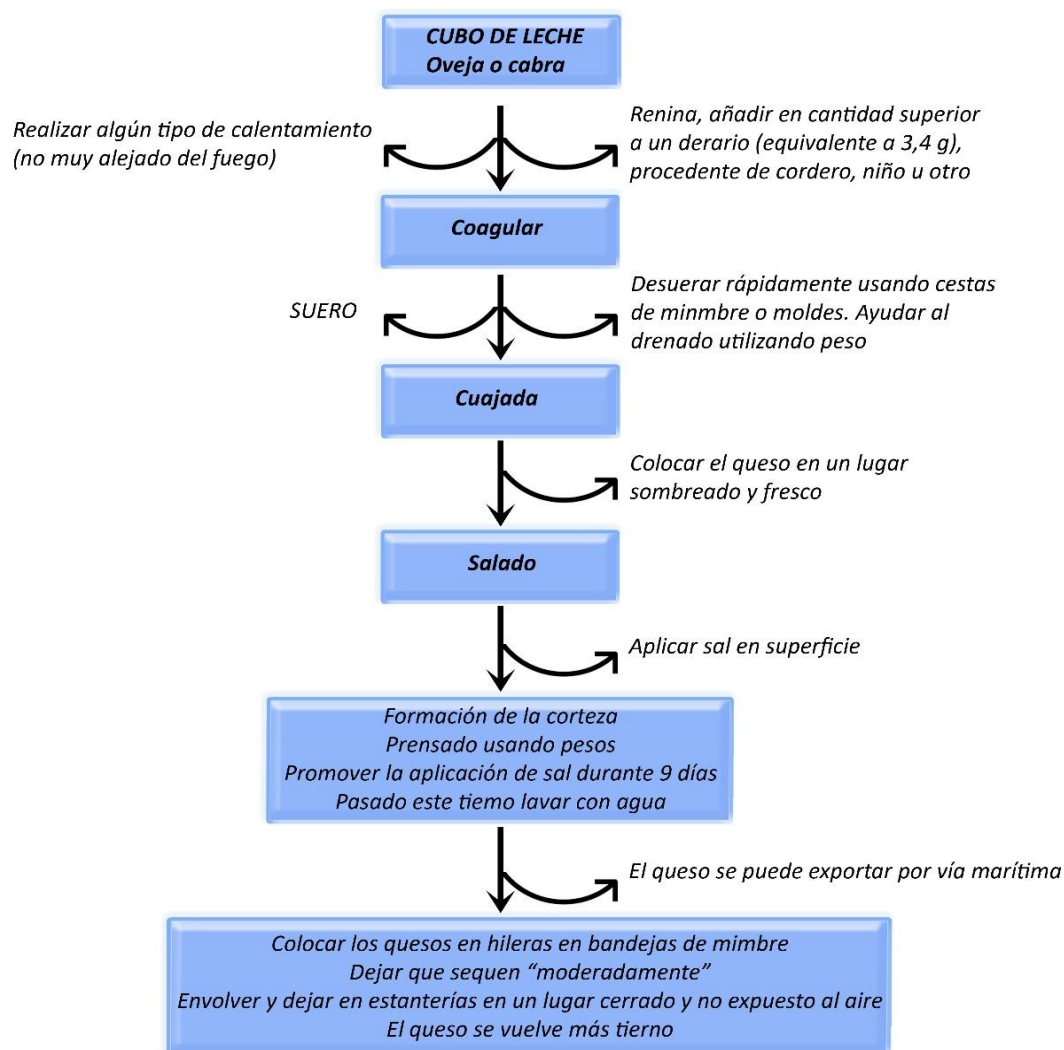 CUBO DE LECHE
Oveja o cabra
Realizar algún tipo de calentamiento
(no muy alejado del fuego)
Renina, añadir en cantidad superior
a un derario (equivalente a 3,4 g),
procedente de cordero, niño u otro
Coagular
SUERO
Desuerar rápidamente usando cestas
de minmbre o moldes. Ayudar al
drenado utilizando peso
Cuajada
Colocar el queso en un lugar
sombreado y fresco
Salado
Aplicar sal en superficie
Formación de la corteza
Prensado usando pesos
Promover la aplicación de sal durante 9 días
Pasado este tiemo lavar con agua
El queso se puede exportar por vía marítima
Colocar los quesos en hileras en bandejas de mimbre
Dejar que sequen “moderadamente”
Envolver y dejar en estanterías en un lugar cerrado y no expuesto al aire
El queso se vuelve más tierno